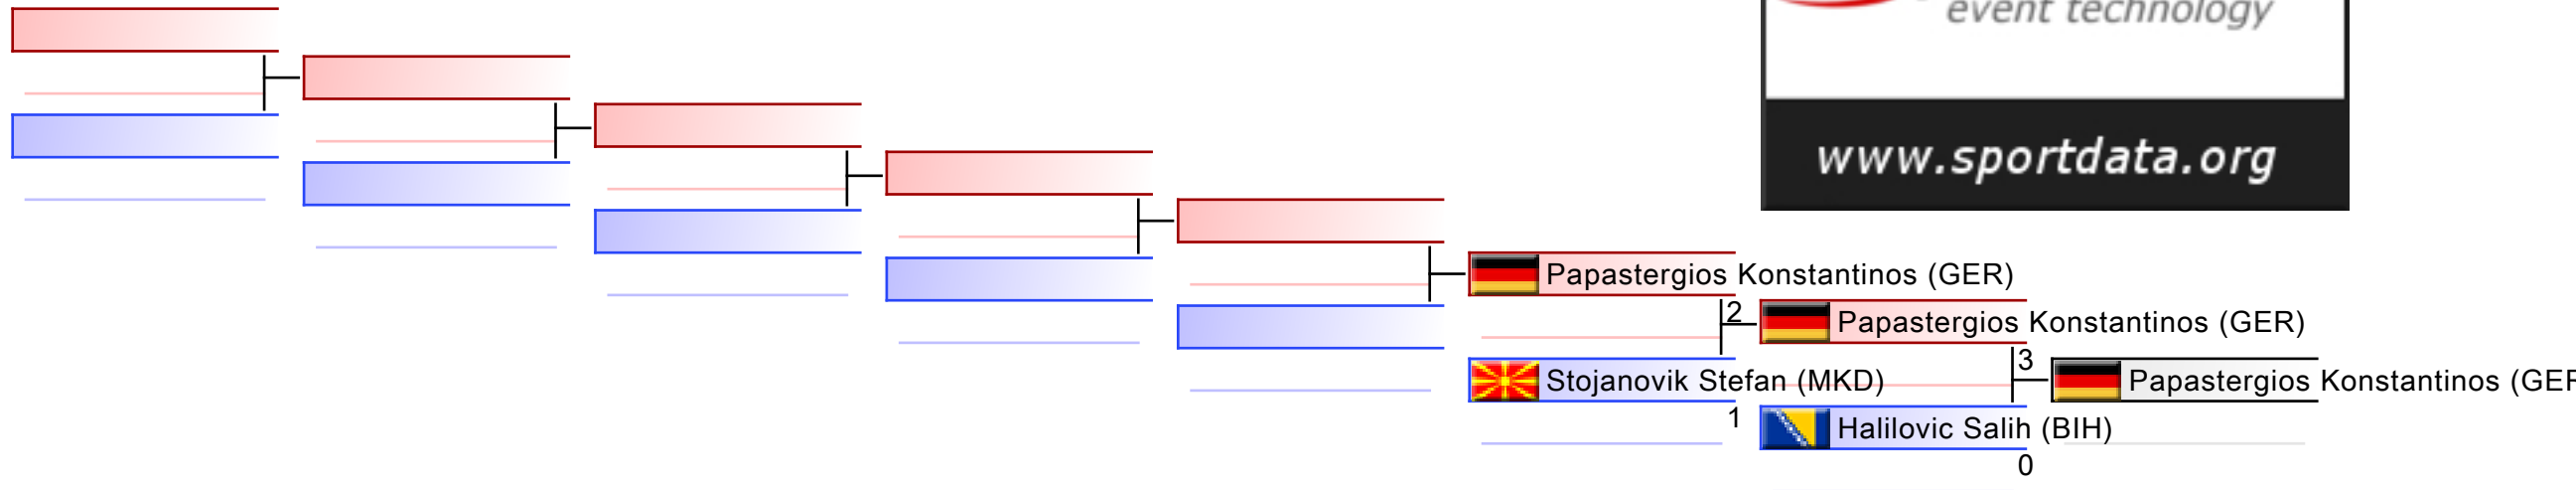 event technology
www.sportdata.org
Papastergios Konstantinos (GER)
2
Papastergios Konstantinos (GER)
3
Stojanovik Stefan (MKD)
Papastergios Konstantinos (GER
1
Halilovic Salih (BIH)
0